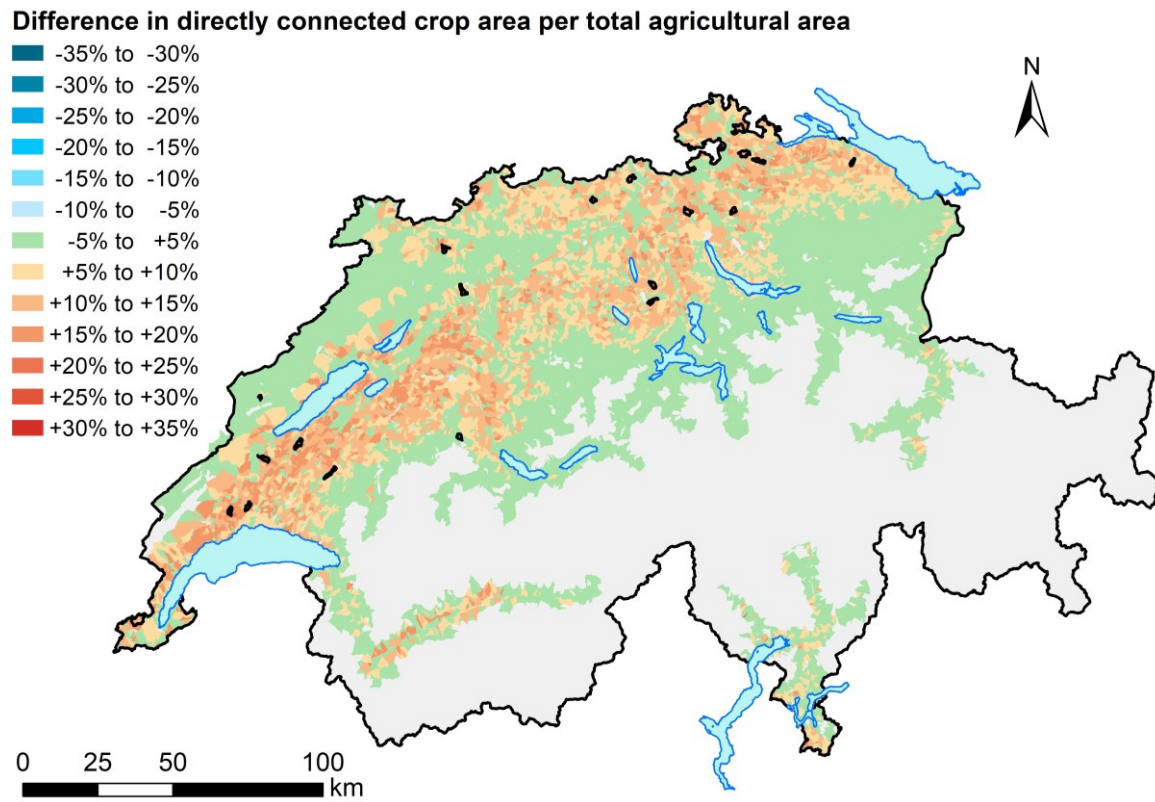 Difference in directly connected crop area per total agricultural area
-35% to -30%
-30% to -25%
-25% to -20%
-20% to -15%
-15% to -10%
-10% to -5%
-5% to +5%
+5% to +10%
+10% to +15%
+15% to +20%
+20% to +25%
+25% to +30%
+30% to +35%
N
0 25 50 100
km